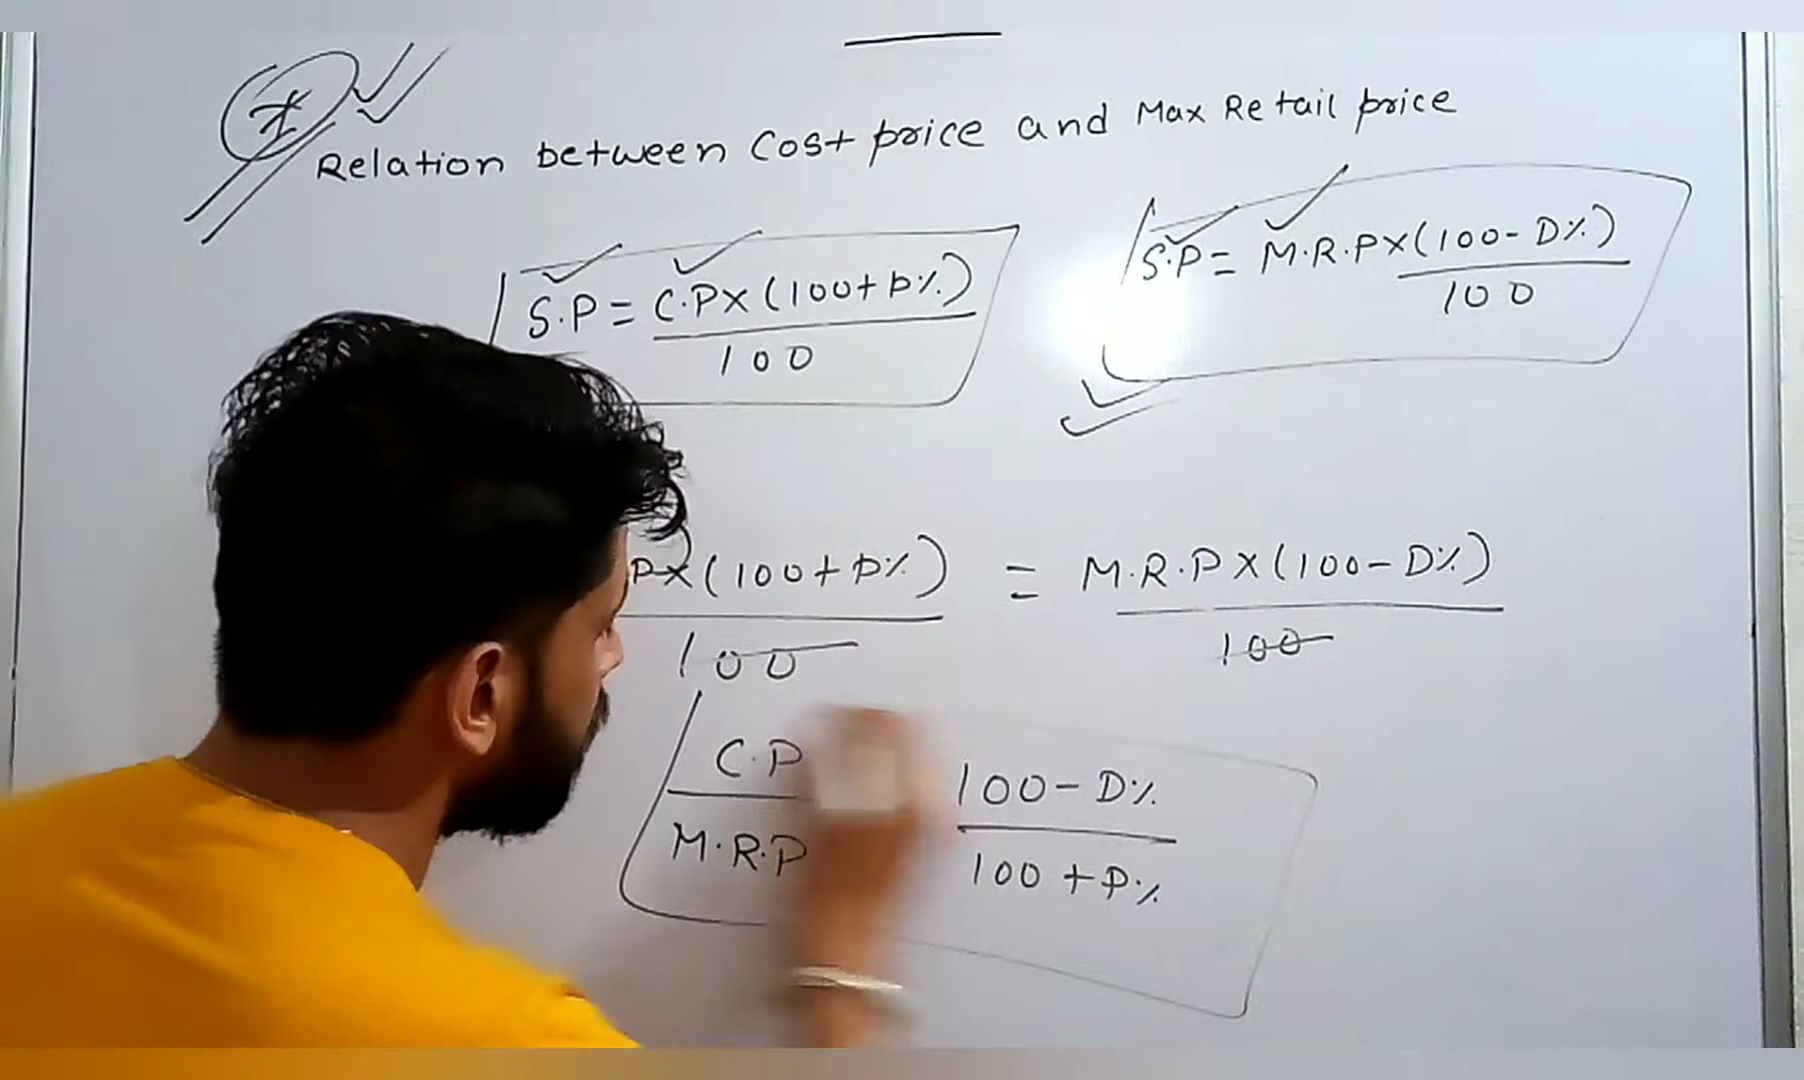 Relation between Cost price and Max Retail price
S.P = C.P X (100 + P%) / 100
S.P = M.R.P X (100 - D%) / 100
P X (100 + P%) / 100 = M.R.P X (100 - D%) / 100
C.P / M.R.P 100 - D% / 100 + P%